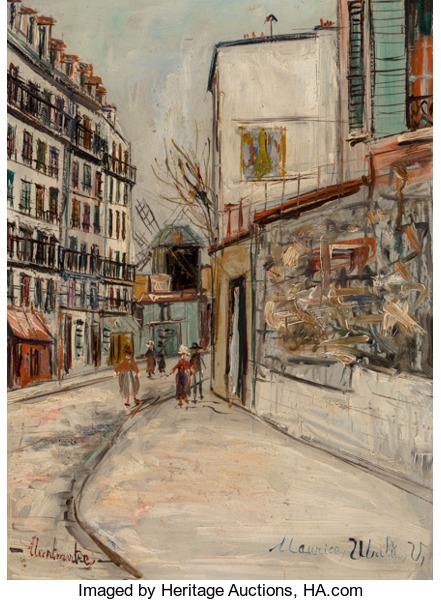 Montmartre,
Maurice, Utrillo, V,
Imaged by Heritage Auctions, HA.com